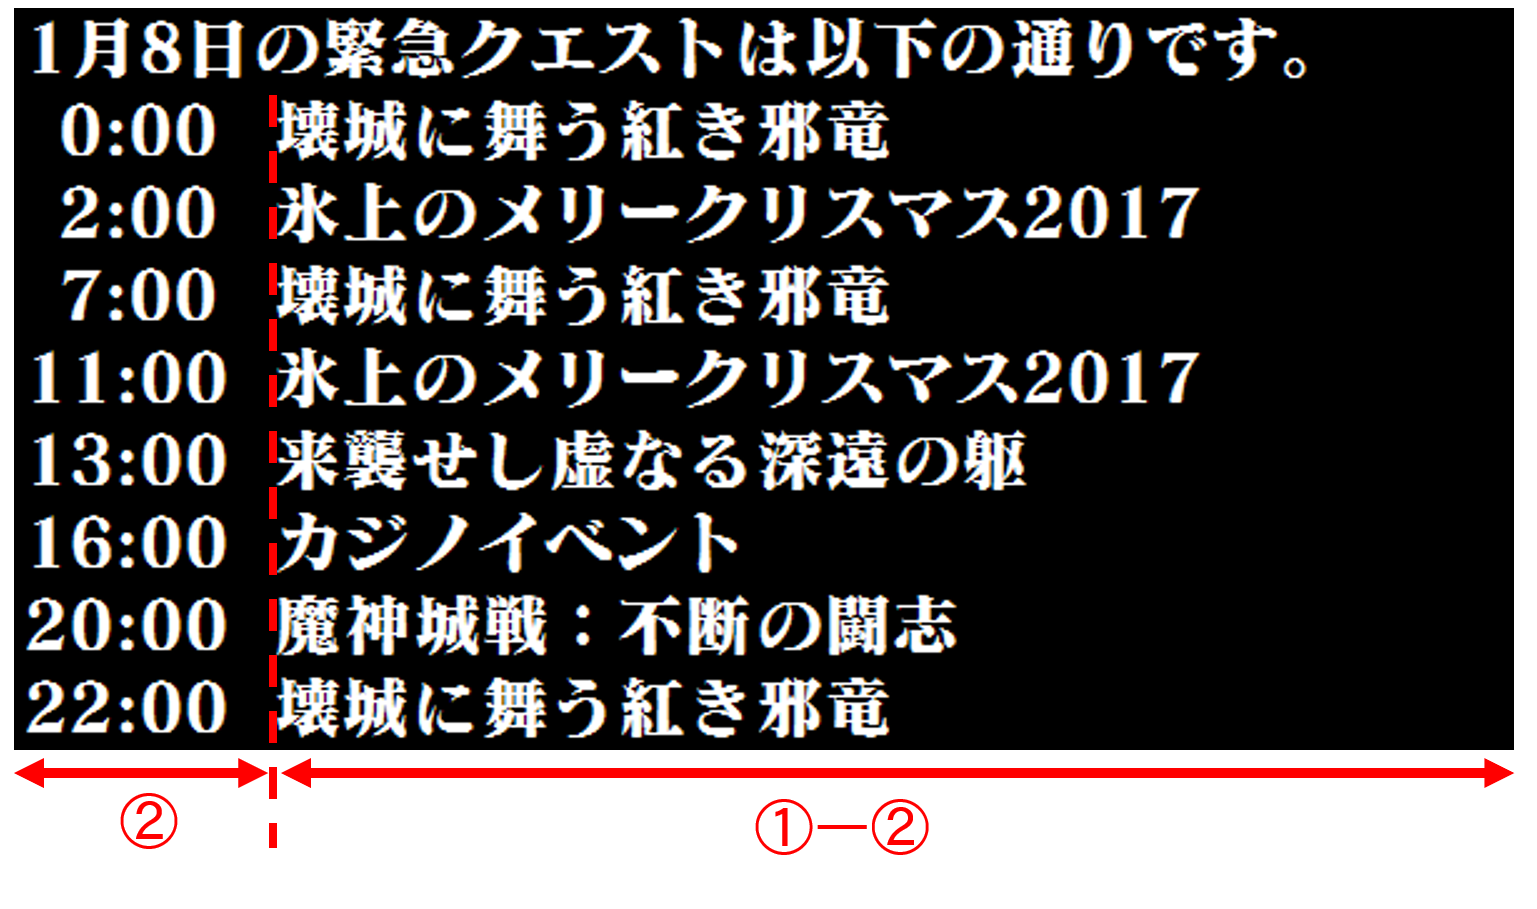 1月8日の緊急クエストは以下の通りです。
0:00 壊城に舞う紅き邪竜
2:00 氷上のメリークリスマス2017
7:00 壊城に舞う紅き邪竜
11:00 氷上のメリークリスマス2017
13:00 来襲せし虚なる深遠の躯
16:00 カジノイベント
20:00 魔神城戦：不断の闘志
22:00 壊城に舞う紅き邪竜
② ①―②